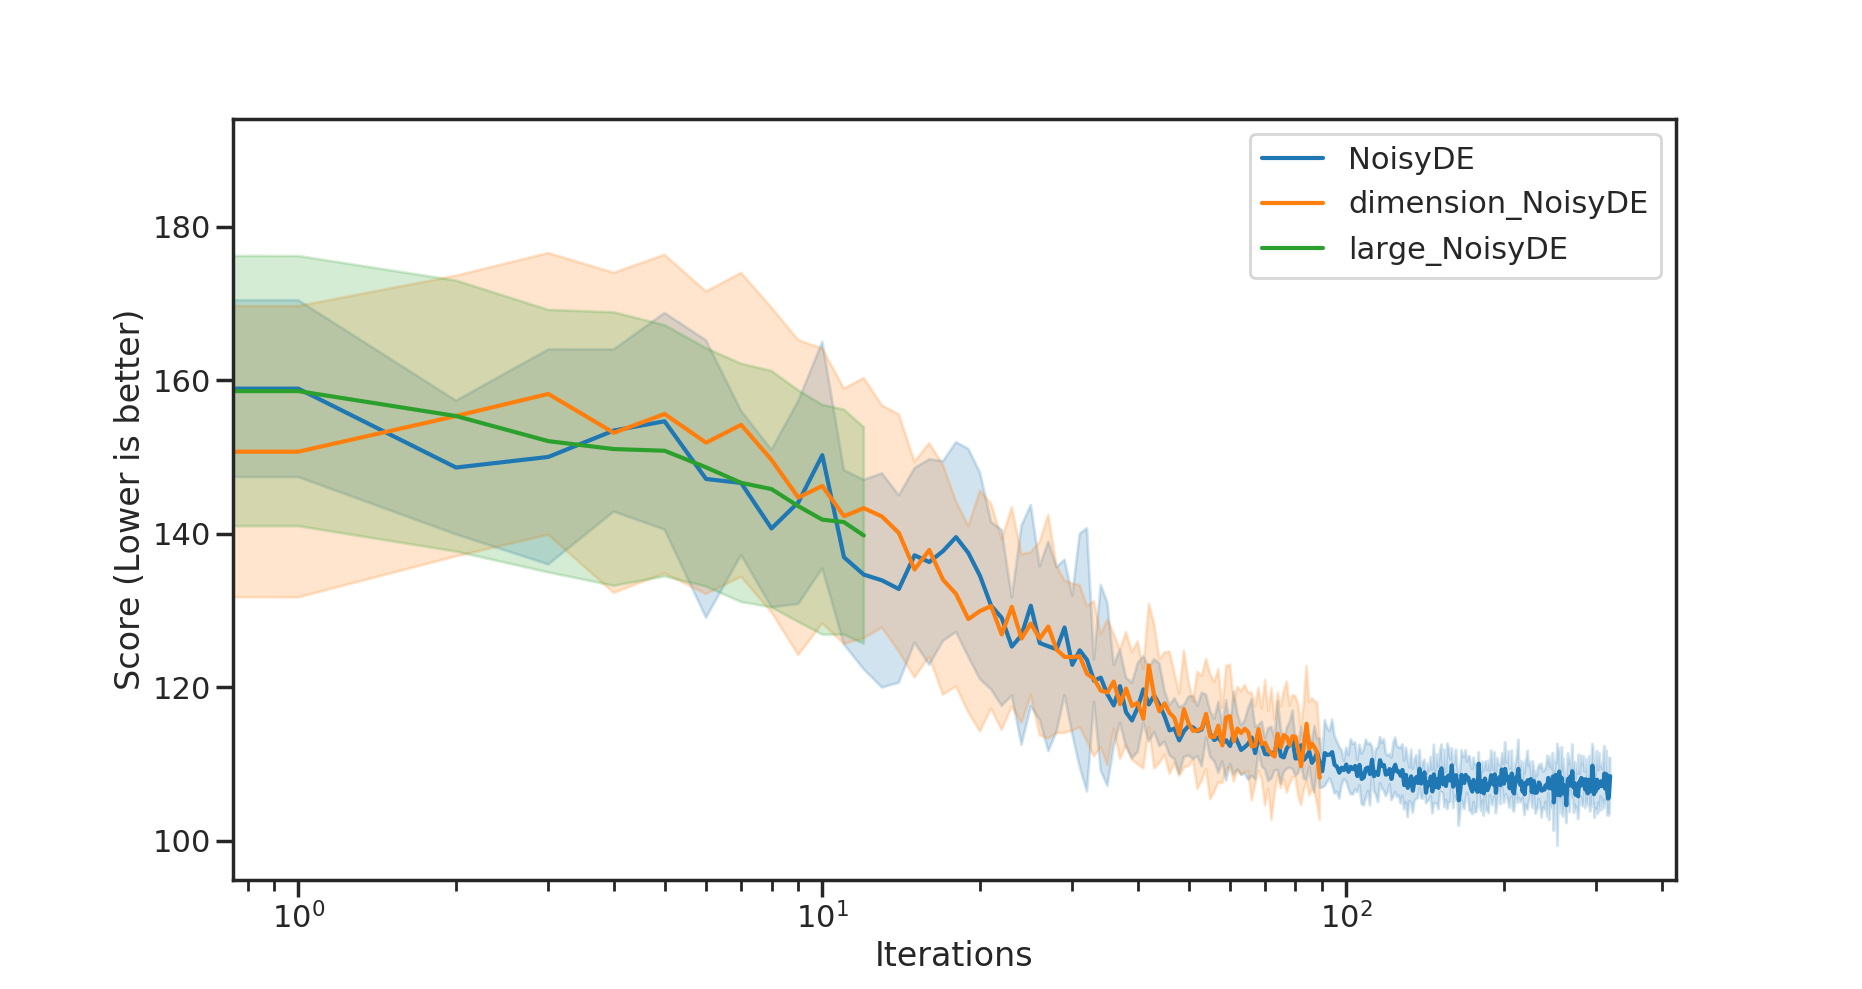 NoisyDE
dimension_NoisyDE
large_NoisyDE
180
160
140
120
100
Score (Lower is better)
10⁰
10¹
10²
Iterations